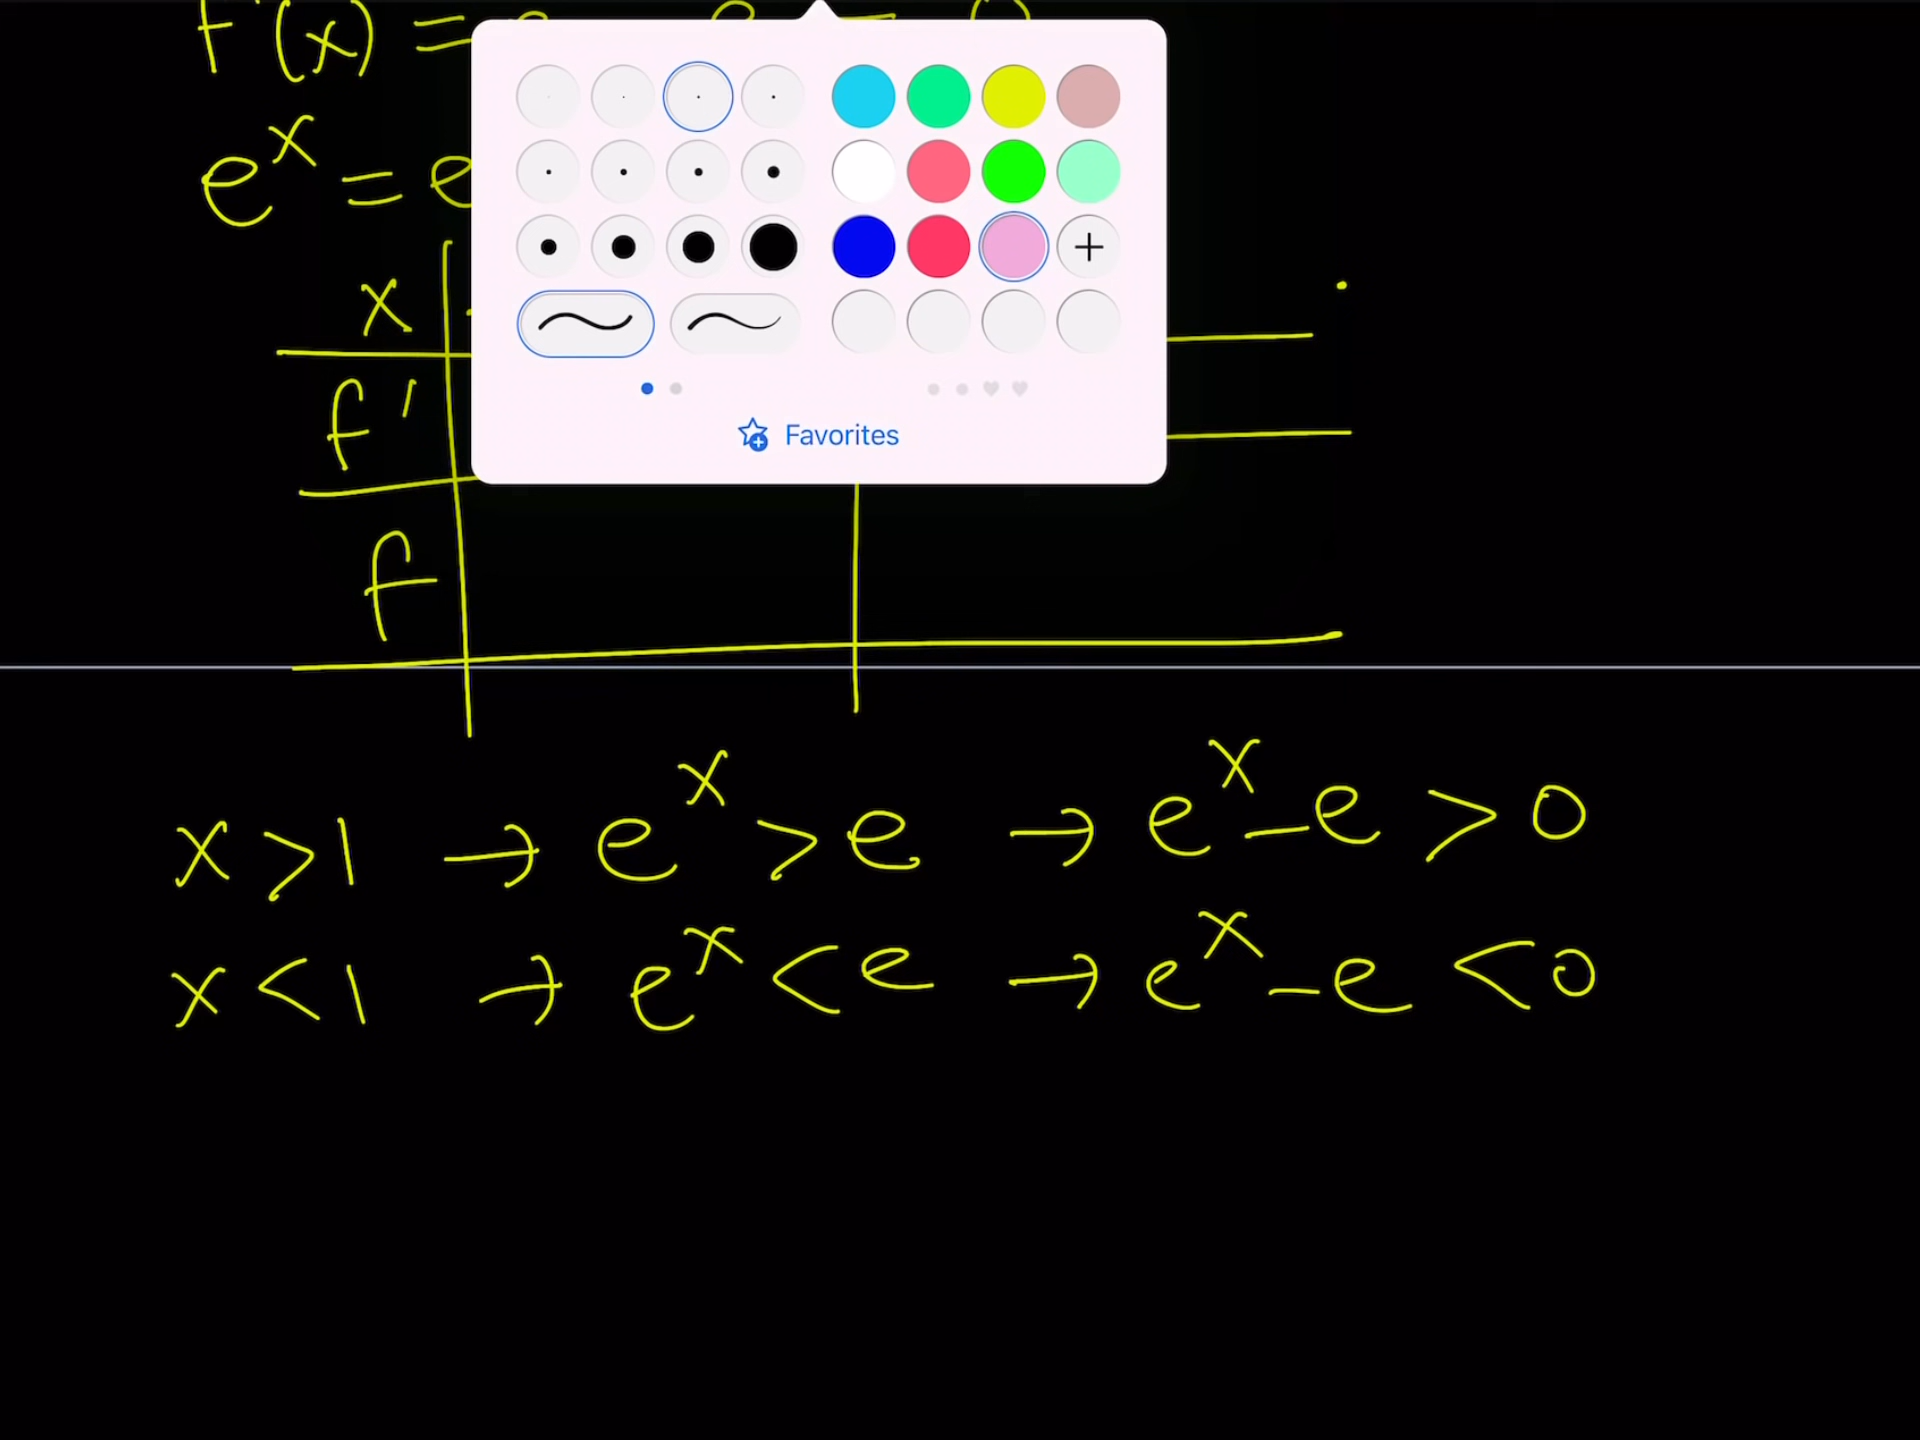 f'(x) =
e^x = e
x
f'
f
Favorites
x > 1 → e^x > e → e^x - e > 0
x < 1 → e^x < e → e^x - e < 0